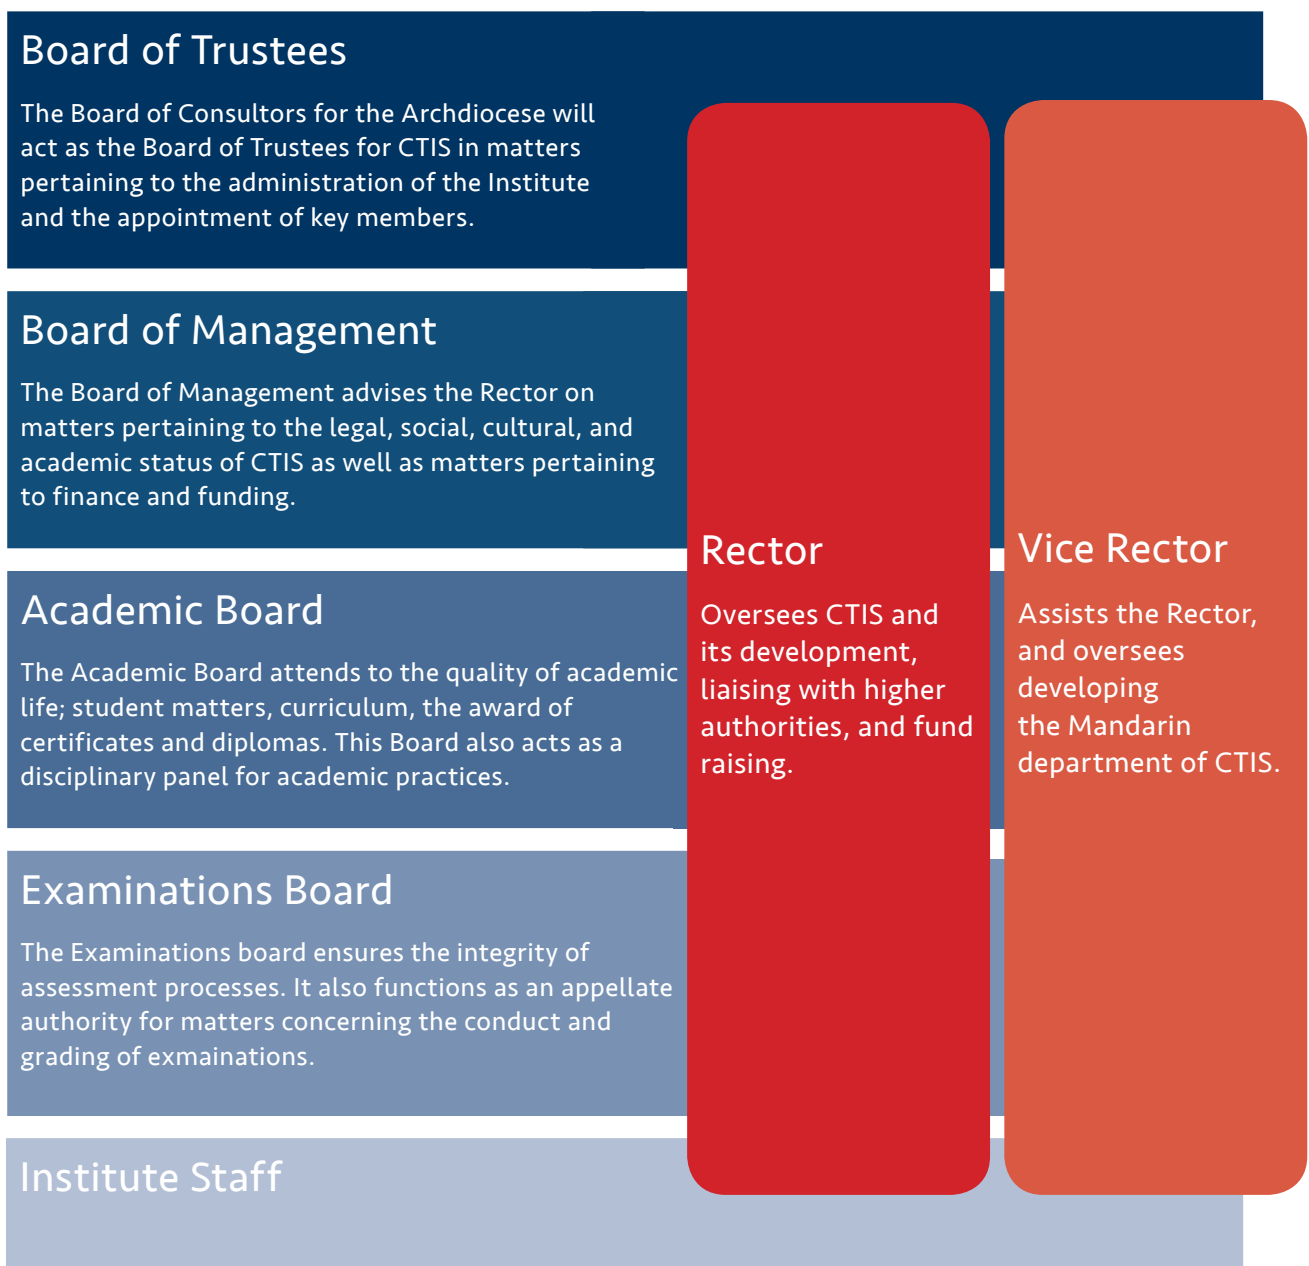 Board of Trustees
The Board of Consultors for the Archdiocese will
act as the Board of Trustees for CTIS in matters
pertaining to the administration of the Institute
and the appointment of key members.
Board of Management
The Board of Management advises the Rector on
matters pertaining to the legal, social, cultural, and
academic status of CTIS as well as matters pertaining
to finance and funding.
Academic Board
The Academic Board attends to the quality of academic
life; student matters, curriculum, the award of
certificates and diplomas. This Board also acts as a
disciplinary panel for academic practices.
Examinations Board
The Examinations board ensures the integrity of
assessment processes. It also functions as an appellate
authority for matters concerning the conduct and
grading of exmainations.
Institute Staff
Rector
Oversees CTIS and
its development,
liaising with higher
authorities, and fund
raising.
Vice Rector
Assists the Rector,
and oversees
developing
the Mandarin
department of CTIS.